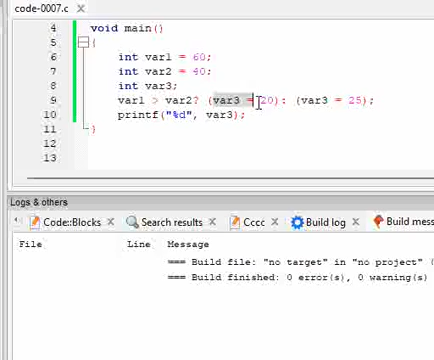 code-0007.c
4 void main()
5 {
6 int var1 = 60;
7 int var2 = 40;
8 int var3;
9 var1 > var2? (var3 = 20): (var3 = 25);
10 printf("%d", var3);
11 }
12
13
Logs & others
Code::Blocks Search results Cccc Build log Build mess
File Line Message
=== Build file: "no target" in "no project" (
=== Build finished: 0 error(s), 0 warning(s)